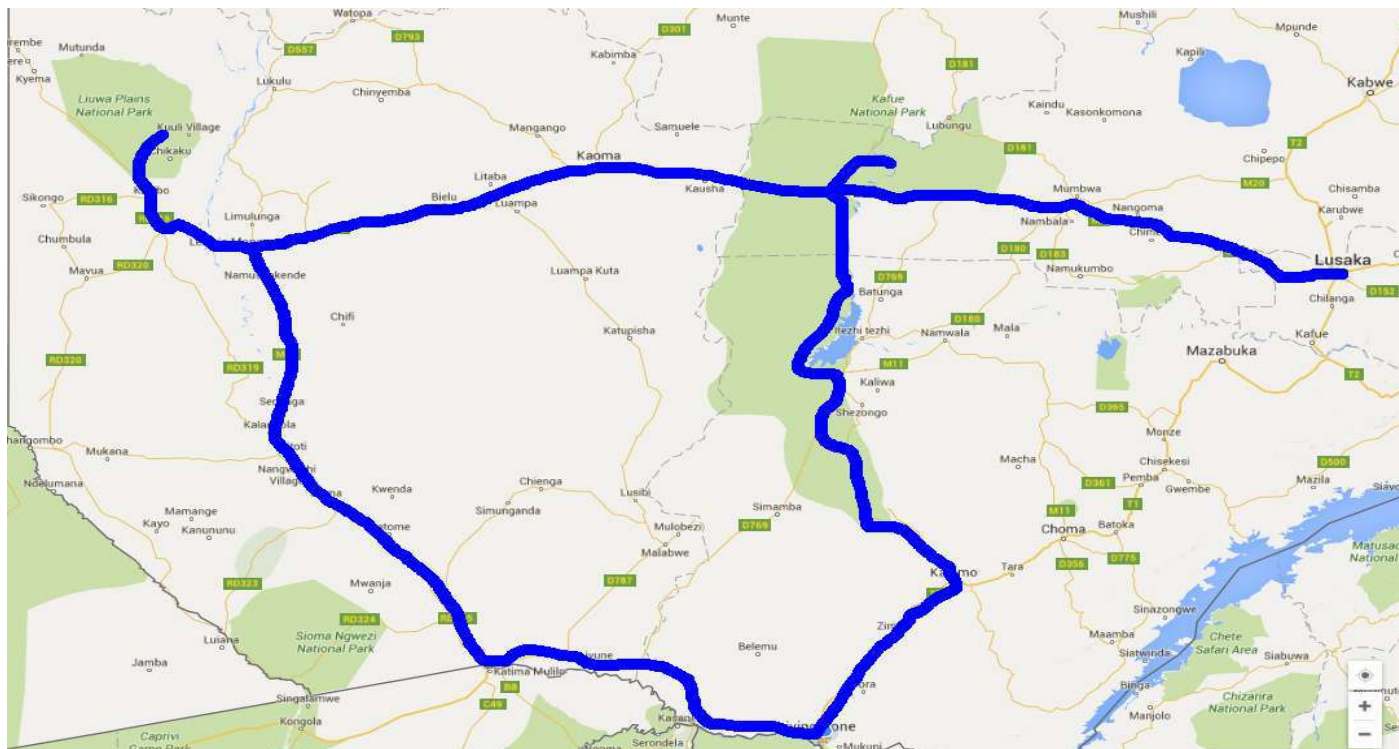 Watopa
Munte
Mushili
D301
Mpunde
D793
D557
Mutunda
Kabimba
D181
Kapili
Kyema
Lukulu
Chinyemba
Kabwe
Liuwa Plains
National Park
Kafue
National Park
Kaindu
Kasonkomona
Kuuli Village
Mangango
Samuele
Lubungu
T2
Chikaku
Kaoma
D181
Chipepo
Litaba
Kausha
M20
Sikongo
RD316
Bielu
Luampa
Mumbwa
Chisamba
Nangoma
Karubwe
Limulunga
Nambala
Chumbula
D180
D183
Lusaka
Mavua
RD320
Luampa Kuta
D769
Namukumbo
D152
Batunga
Chilanga
Chifi
Katupisha
Itezhi tezhi
D180
Namwala
Mala
Kafue
RD320
RD319
M11
Mazabuka
T2
Kaliwa
Shezongo
D365
Monze
Mukana
Macha
Chisekesi
D500
Ndelumana
Kwenda
Chienga
Lusibi
D361
Pemba
Gwembe
Mazila
Mamange
Simunganda
Simamba
M11
T1
Kayo
Kanununu
Mulobezi
D769
Choma
Batoka
Malabwe
D775
RD323
Mwanja
D787
Tara
D356
RD324
Sinazongwe
Luiana
Sioma Ngwezi
National Park
Belemu
Maamba
Chete
Safari Area
Jamba
Siatwinda
Siabuwa
Katima Mulilo
B8
Singalamwe
C49
Binga
Chizarira
National Park
Kongola
Manjolo
Caprivi
Serondela
Mukuni